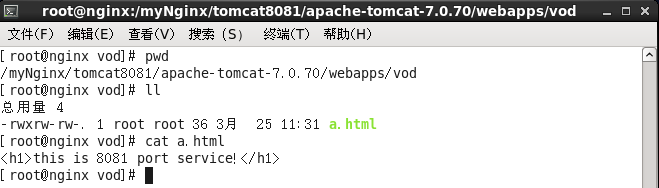 root@nginx:/myNginx/tomcat8081/apache-tomcat-7.0.70/webapps/vod
文件(F) 编辑(E) 查看(V) 搜索 (S) 终端(T) 帮助(H)
[root@nginx vod]# pwd
/myNginx/tomcat8081/apache-tomcat-7.0.70/webapps/vod
[root@nginx vod]# ll
总用量 4
-rwxrw-rw-. 1 root root 36 3月  25 11:31 a.html
[root@nginx vod]# cat a.html
<h1>this is 8081 port service!</h1>
[root@nginx vod]#